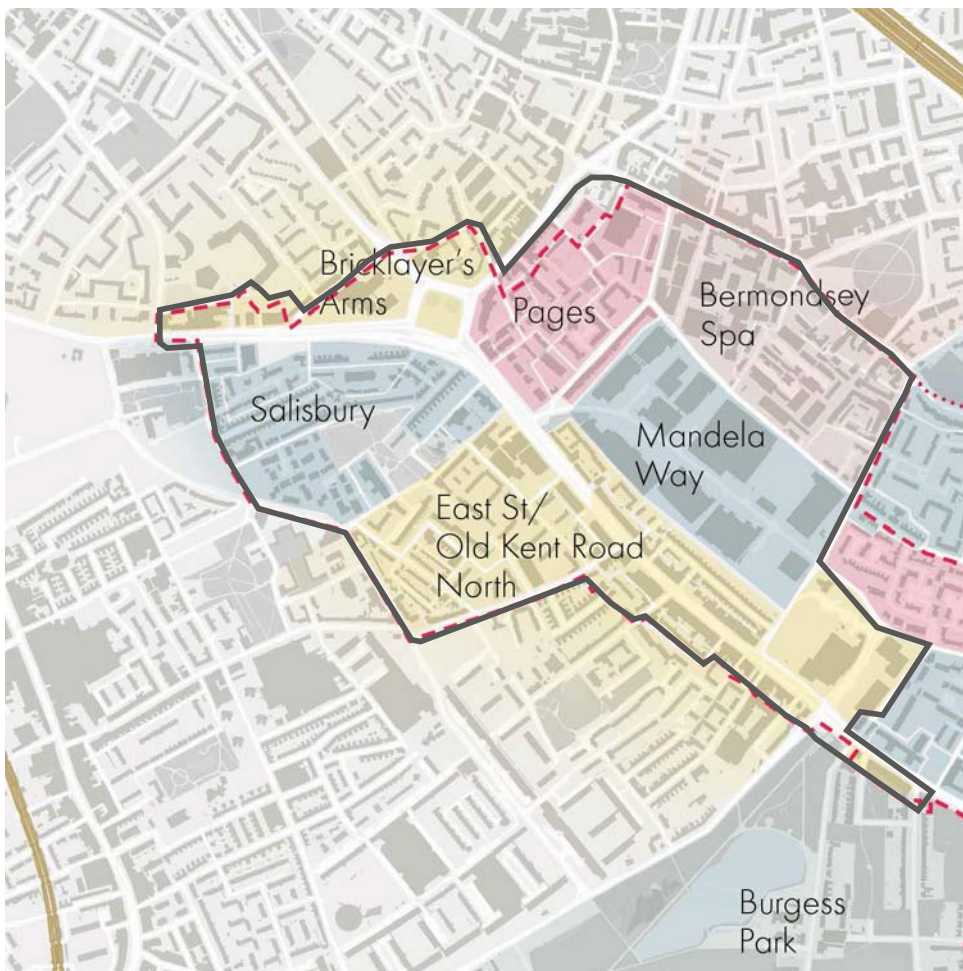 Bricklayer's
Arms
Pages
Bermondsey
Spa
Salisbury
Mandela
Way
East St/
Old Kent Road
North
Burgess
Park